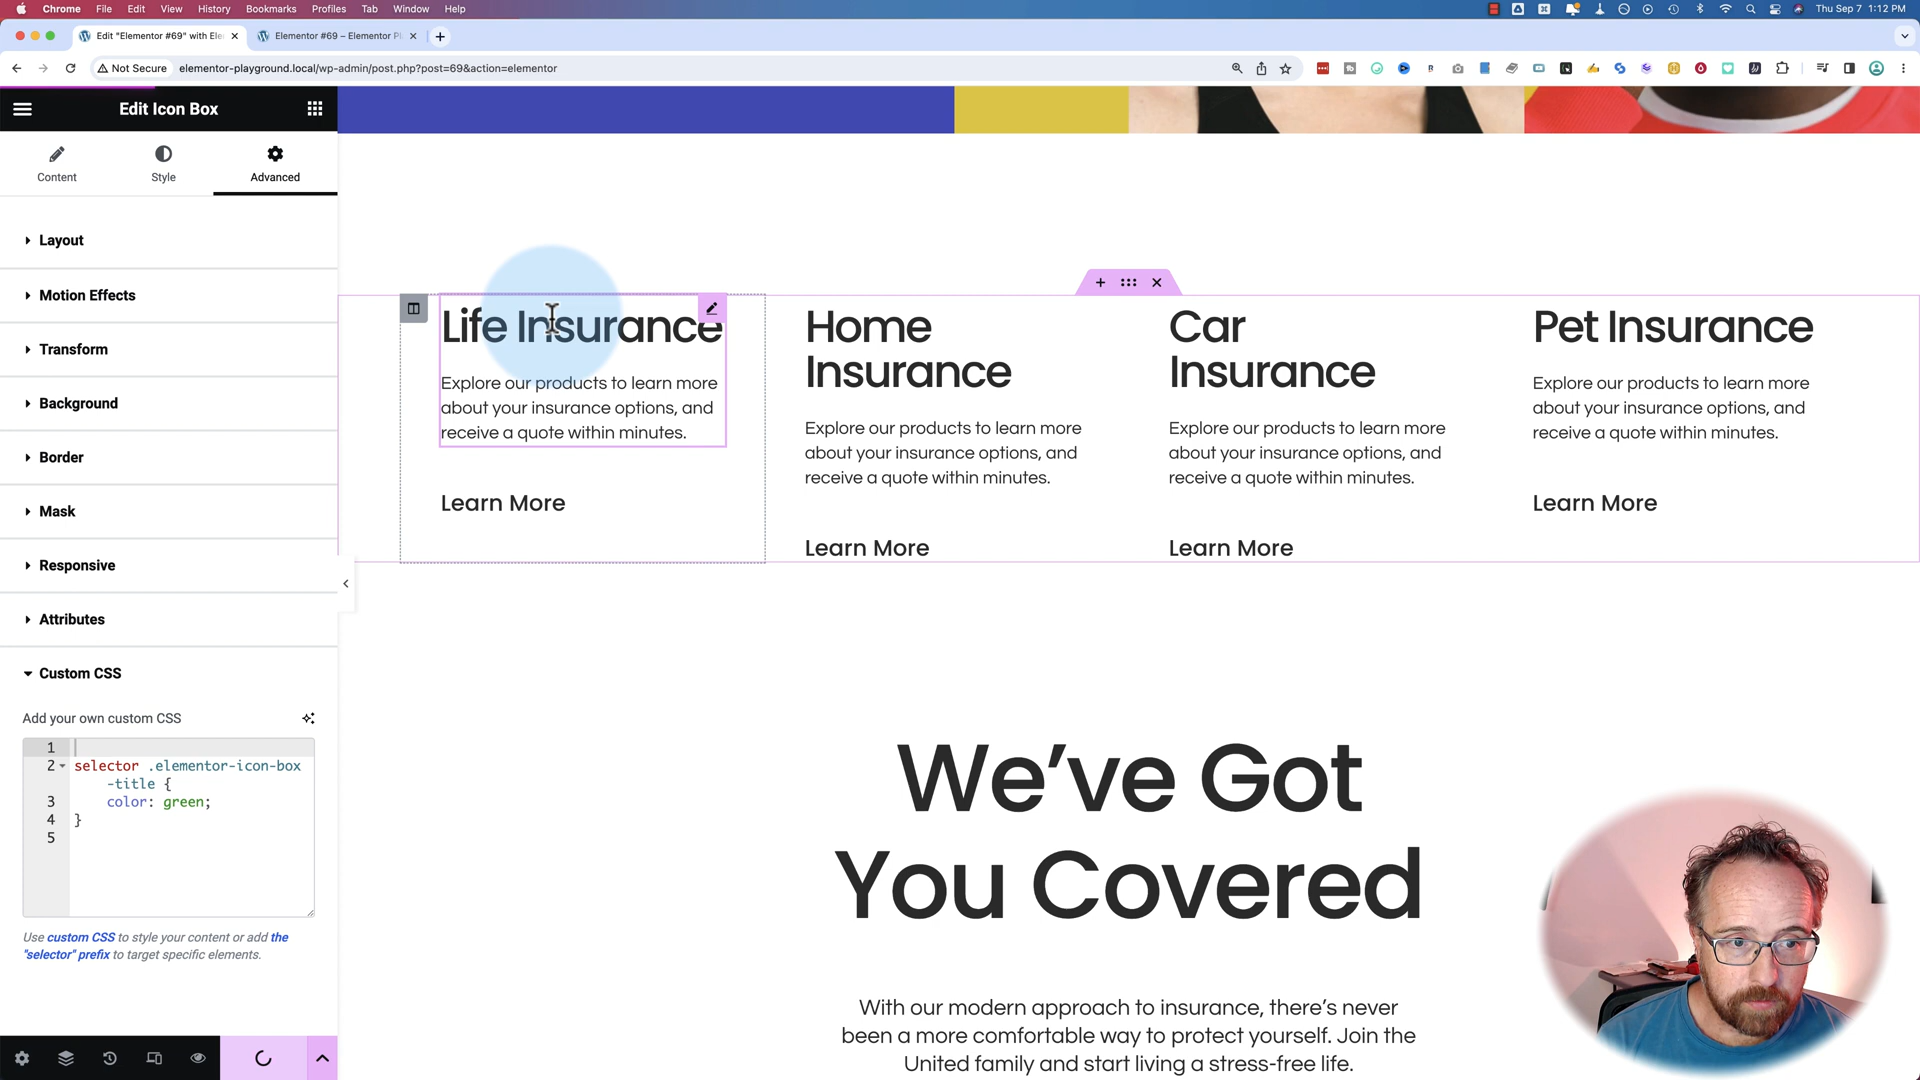 Chrome File Edit View History Bookmarks Profiles Tab Window Help
Thu Sep 7 1:12 PM
Edit "Elementor #69" with Ele
Elementor #69 – Elementor Pl
Not Secure
elementor-playground.local/wp-admin/post.php?post=69&action=elementor
Edit Icon Box
Content
Style
Advanced
Layout
Motion Effects
Transform
Background
Border
Mask
Responsive
Attributes
Custom CSS
Add your own custom CSS
1
2 selector .elementor-icon-box
-title {
3 color: green;
4 }
5
Use custom CSS to style your content or add the
"selector" prefix to target specific elements.
Life Insurance
Explore our products to learn more
about your insurance options, and
receive a quote within minutes.
Learn More
Home
Insurance
Explore our products to learn more
about your insurance options, and
receive a quote within minutes.
Learn More
Car
Insurance
Explore our products to learn more
about your insurance options, and
receive a quote within minutes.
Learn More
Pet Insurance
Explore our products to learn more
about your insurance options, and
receive a quote within minutes.
Learn More
We’ve Got
You Covered
With our modern approach to insurance, there’s never
been a more comfortable way to protect yourself. Join the
United family and start living a stress-free life.